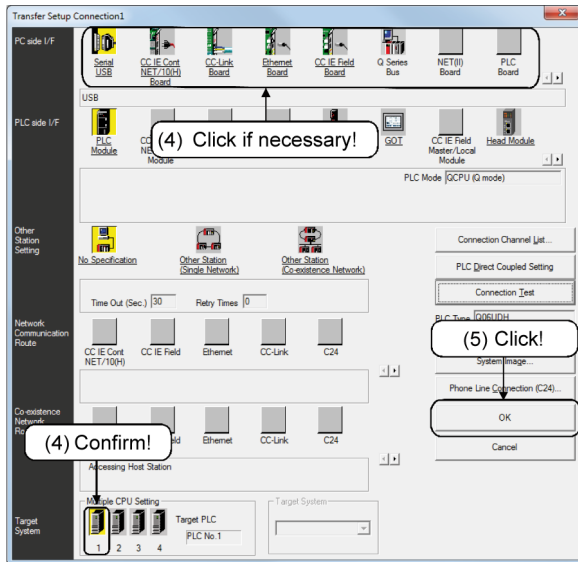 Transfer Setup Connection1
PC side I/F
Serial
USB
CC IE Cont
NET/10(H)
Board
CC-Link
Board
Ethernet
Board
CC IE Field
Board
Q Series
Bus
NET(II)
Board
PLC
Board
USB
PLC side I/F
PLC
Module
Module
(4) Click if necessary!
GOT
CC IE Field
Master/Local
Module
Head Module
PLC Mode QCPU (Q mode)
Other
Station
Setting
No Specification
Other Station
(Single Network)
Other Station
(Co-existence Network)
Time Out (Sec.) 30 Retry Times 0
Connection Channel List...
PLC Direct Coupled Setting
Connection Test
PLC Type Q06UDH
(5) Click!
System Image...
Phone Line Connection (C24)...
OK
Cancel
Network
Communication
Route
CC IE Cont
NET/10(H)
CC IE Field
Ethernet
CC-Link
C24
Co-existence
Network
(4) Confirm!
Ethernet
CC-Link
C24
Accessing Host Station
Target
System
Multiple CPU Setting
1 2 3 4
Target PLC
PLC No.1
Target System